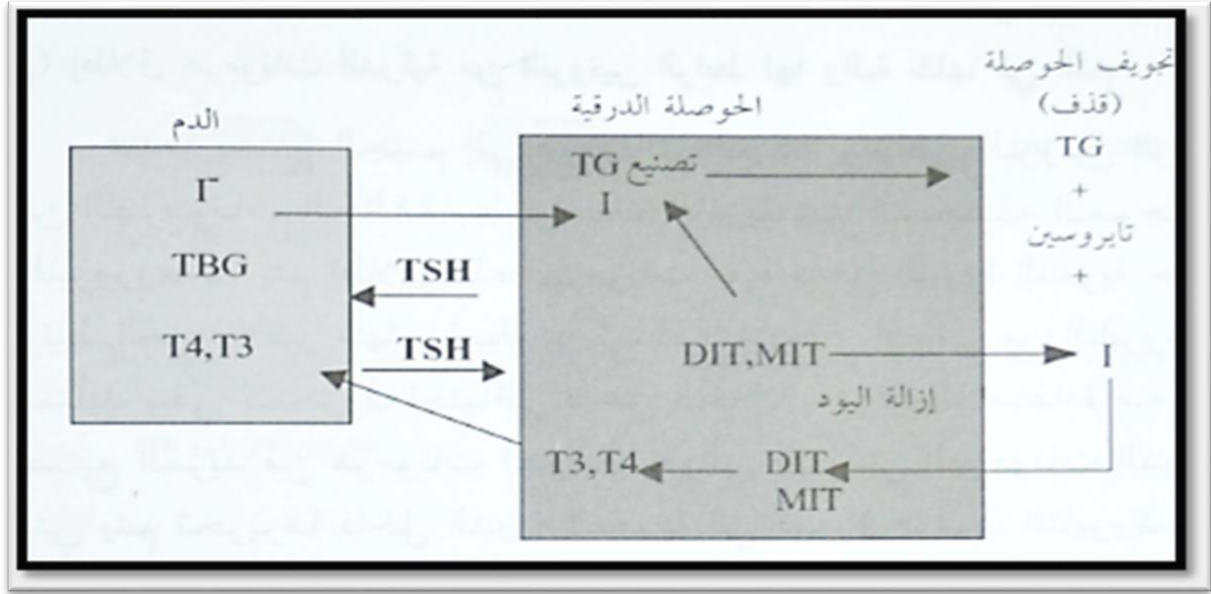 تجويف الحوصلة
(قذف)
TG
+
تايروسين
+
I
الحوصلة الدرقية
تصنيع TG
I
DIT,MIT
إزالة اليود
T3,T4
DIT
MIT
الدم
I⁻
TBG
T4,T3
TSH
TSH